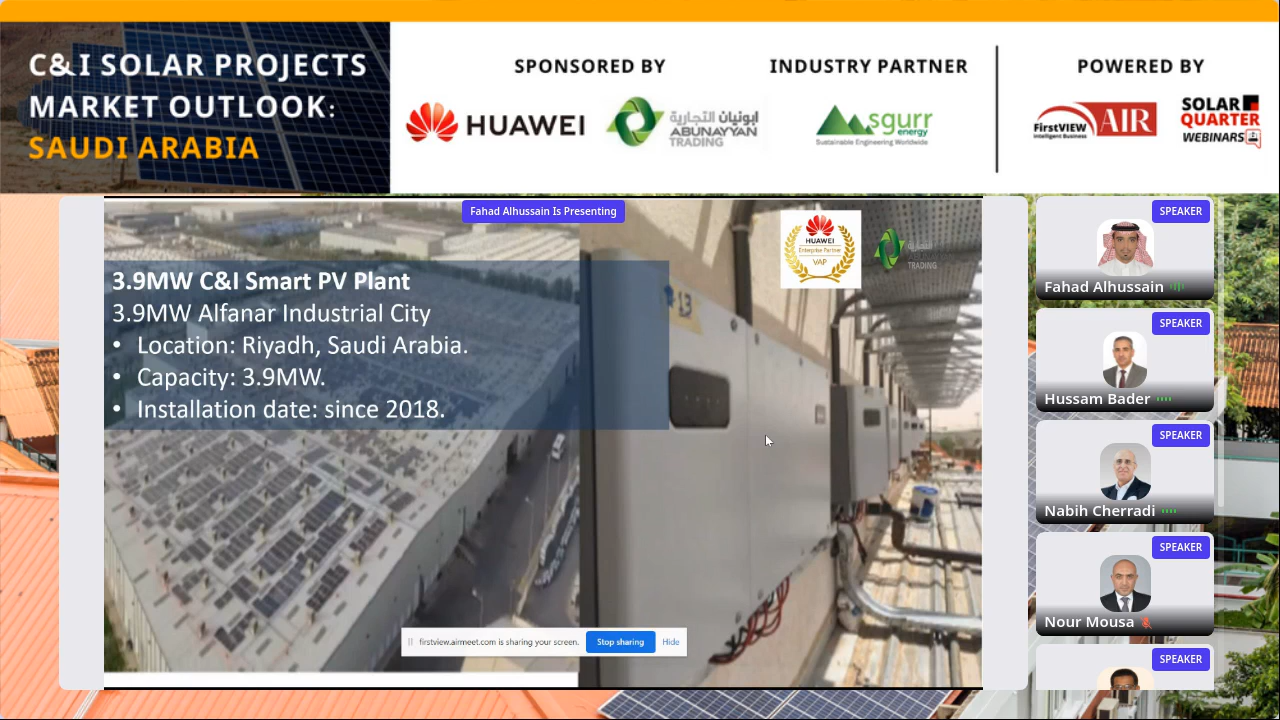 C&I SOLAR PROJECTS
MARKET OUTLOOK:
SAUDI ARABIA
SPONSORED BY
INDUSTRY PARTNER
POWERED BY
HUAWEI
ابونيان التجارية
ABUNAYYAN
TRADING
sgurr
energy
Sustainable Engineering Worldwide
FirstVIEW
Intelligent Business
AIR
SOLAR
QUARTER
WEBINARS
Fahad Alhussain Is Presenting
3.9MW C&I Smart PV Plant
3.9MW Alfanar Industrial City
• Location: Riyadh, Saudi Arabia.
• Capacity: 3.9MW.
• Installation date: since 2018.
HUAWEI
Enterprise Partner
VAP
TRADING
13
firstview.airmeet.com is sharing your screen.
Stop sharing
Hide
SPEAKER
Fahad Alhussain
SPEAKER
Hussam Bader
SPEAKER
Nabih Cherradi
SPEAKER
Nour Mousa
SPEAKER